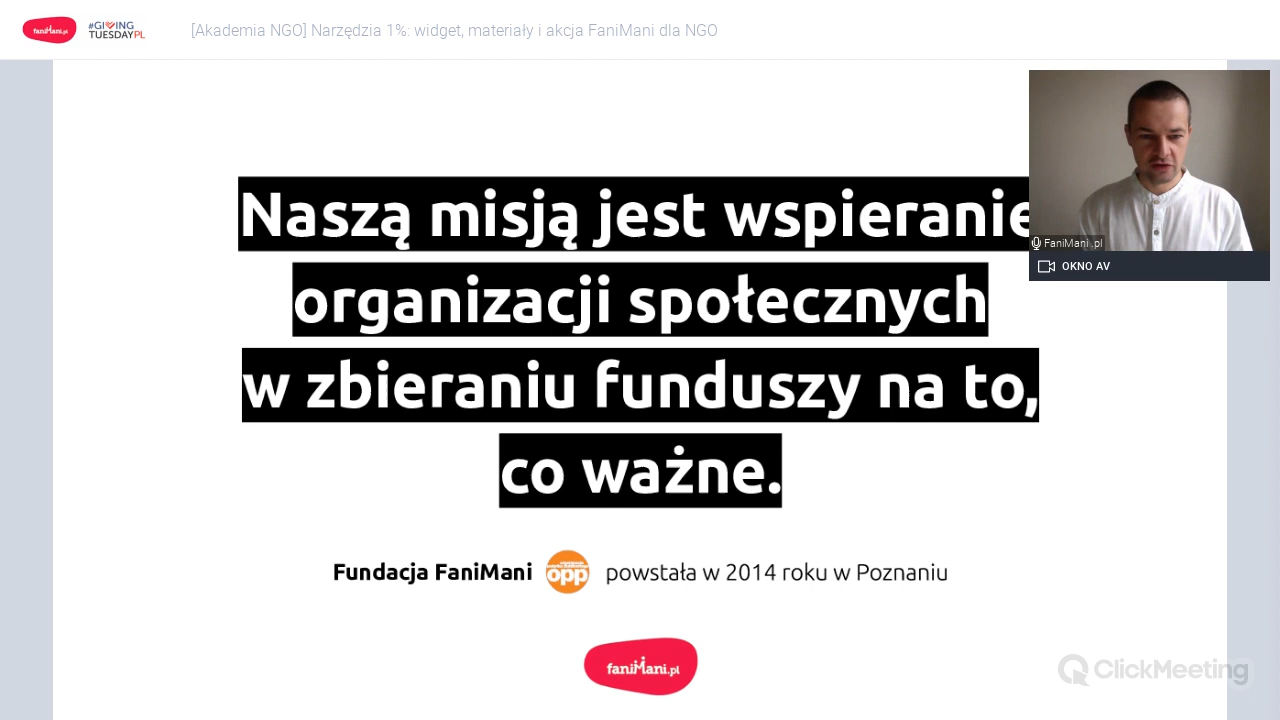 faniMani.pl
#GIVING
TUESDAYPL
[Akademia NGO] Narzędzia 1%: widget, materiały i akcja FaniMani dla NGO
FaniMani .pl
OKNO AV
Naszą misją jest wspieranie
organizacji społecznych
w zbieraniu funduszy na to,
co ważne.
Fundacja FaniMani
opp
powstała w 2014 roku w Poznaniu
faniMani.pl
ClickMeeting